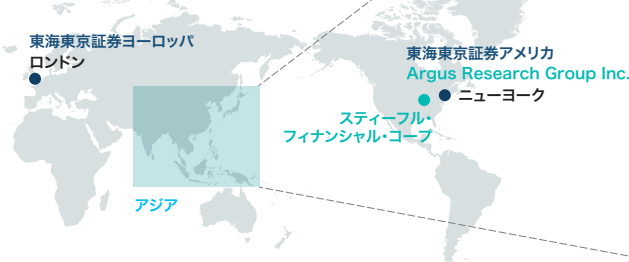 東海東京証券ヨーロッパ
ロンドン
東海東京証券アメリカ
Argus Research Group Inc.
ニューヨーク
スティーフル・
フィナンシャル・コープ
アジア